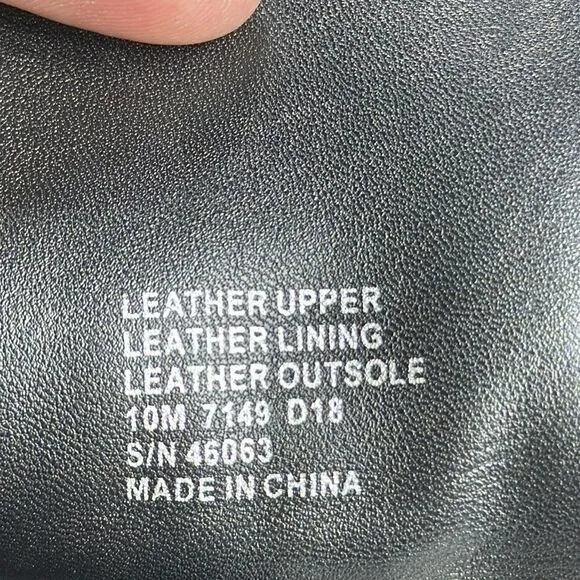 LEATHER UPPER
LEATHER LINING
LEATHER OUTSOLE
10M 7149 D18
S/N 46063
MADE IN CHINA